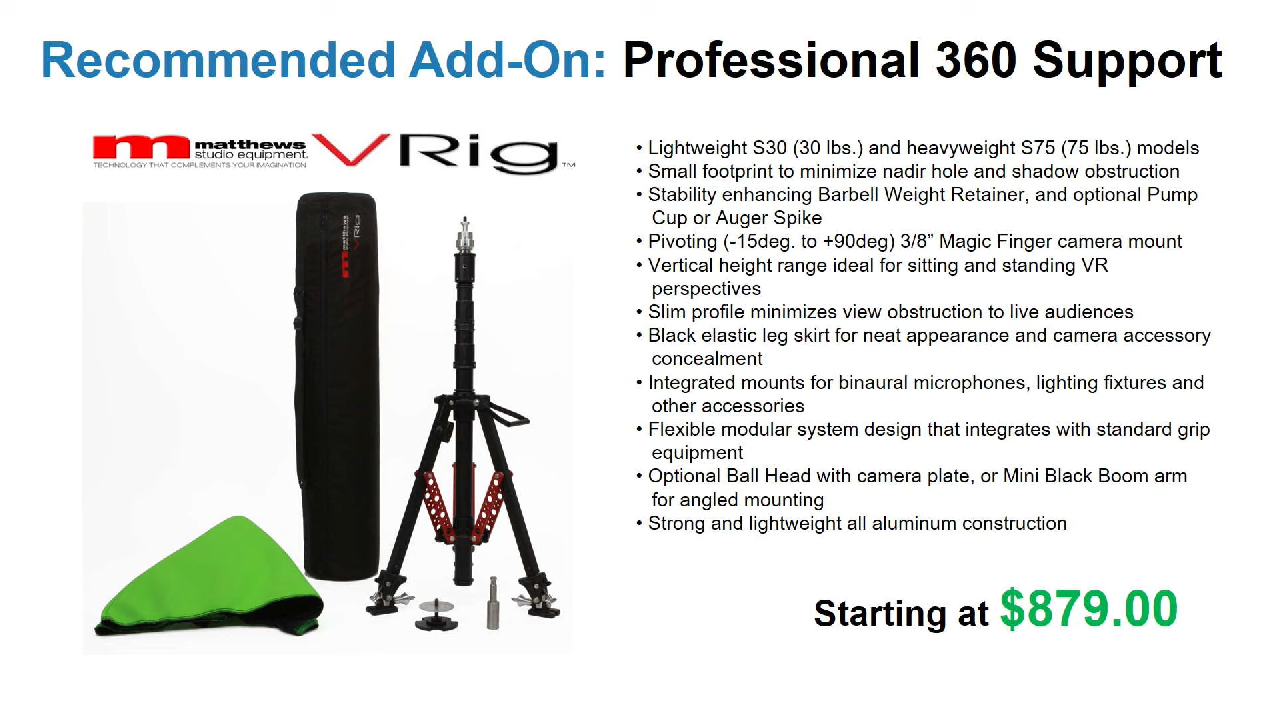 Recommended Add-On: Professional 360 Support
m matthews
studio equipment.
TECHNOLOGY THAT COMPLEMENTS YOUR IMAGINATION
VRig™
• Lightweight S30 (30 lbs.) and heavyweight S75 (75 lbs.) models
• Small footprint to minimize nadir hole and shadow obstruction
• Stability enhancing Barbell Weight Retainer, and optional Pump
Cup or Auger Spike
• Pivoting (-15deg. to +90deg) 3/8” Magic Finger camera mount
• Vertical height range ideal for sitting and standing VR
perspectives
• Slim profile minimizes view obstruction to live audiences
• Black elastic leg skirt for neat appearance and camera accessory
concealment
• Integrated mounts for binaural microphones, lighting fixtures and
other accessories
• Flexible modular system design that integrates with standard grip
equipment
• Optional Ball Head with camera plate, or Mini Black Boom arm
for angled mounting
• Strong and lightweight all aluminum construction
m matthews
VRig
Starting at $879.00